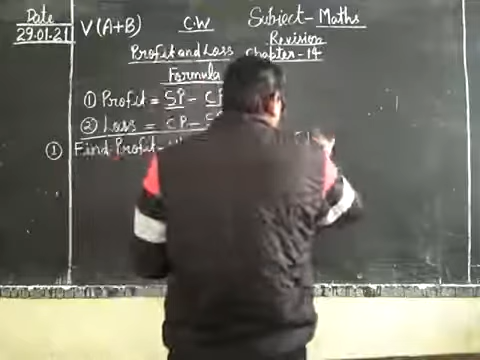 Date V(A+B) C.W Subject- Maths
29.01.21 Revision
Profit and Loss Chapter-14
Formula
① Profit = SP - CP
② Loss = CP -
① Find Profit